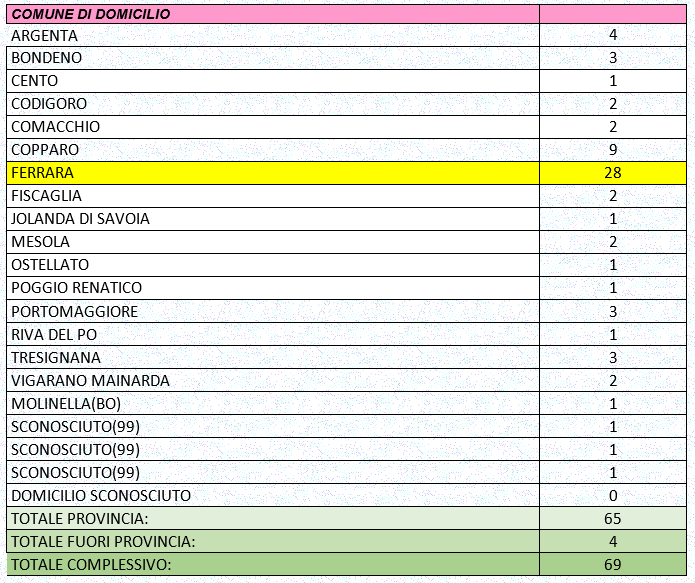 COMUNE DI DOMICILIO
ARGENTA 4
BONDENO 3
CENTO 1
CODIGORO 2
COMACCHIO 2
COPPARO 9
FERRARA 28
FISCAGLIA 2
JOLANDA DI SAVOIA 1
MESOLA 2
OSTELLATO 1
POGGIO RENATICO 1
PORTOMAGGIORE 3
RIVA DEL PO 1
TRESIGNANA 3
VIGARANO MAINARDA 2
MOLINELLA(BO) 1
SCONOSCIUTO(99) 1
SCONOSCIUTO(99) 1
SCONOSCIUTO(99) 1
DOMICILIO SCONOSCIUTO 0
TOTALE PROVINCIA: 65
TOTALE FUORI PROVINCIA: 4
TOTALE COMPLESSIVO: 69